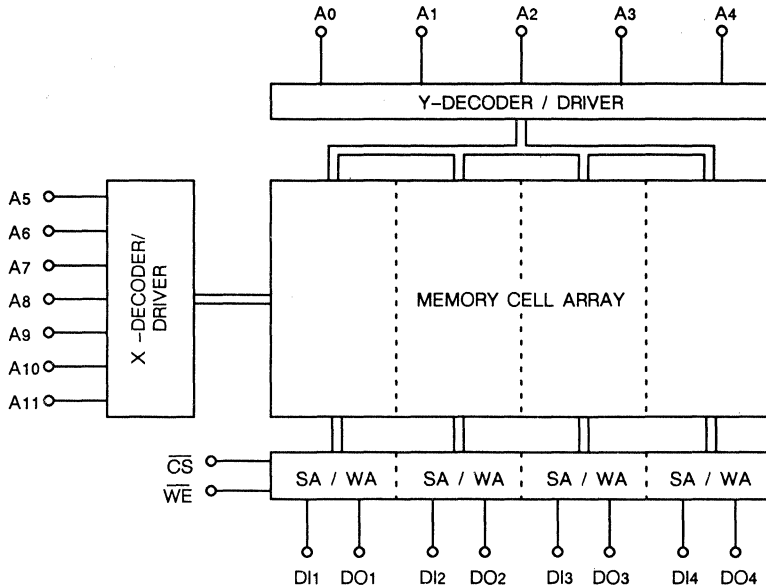 A0 A1 A2 A3 A4
Y-DECODER / DRIVER
A5
A6
A7
A8
A9
A10
A11
X -DECODER/
DRIVER
MEMORY CELL ARRAY
CS
WE
SA / WA SA / WA SA / WA SA / WA
DI1 DO1 DI2 DO2 DI3 DO3 DI4 DO4